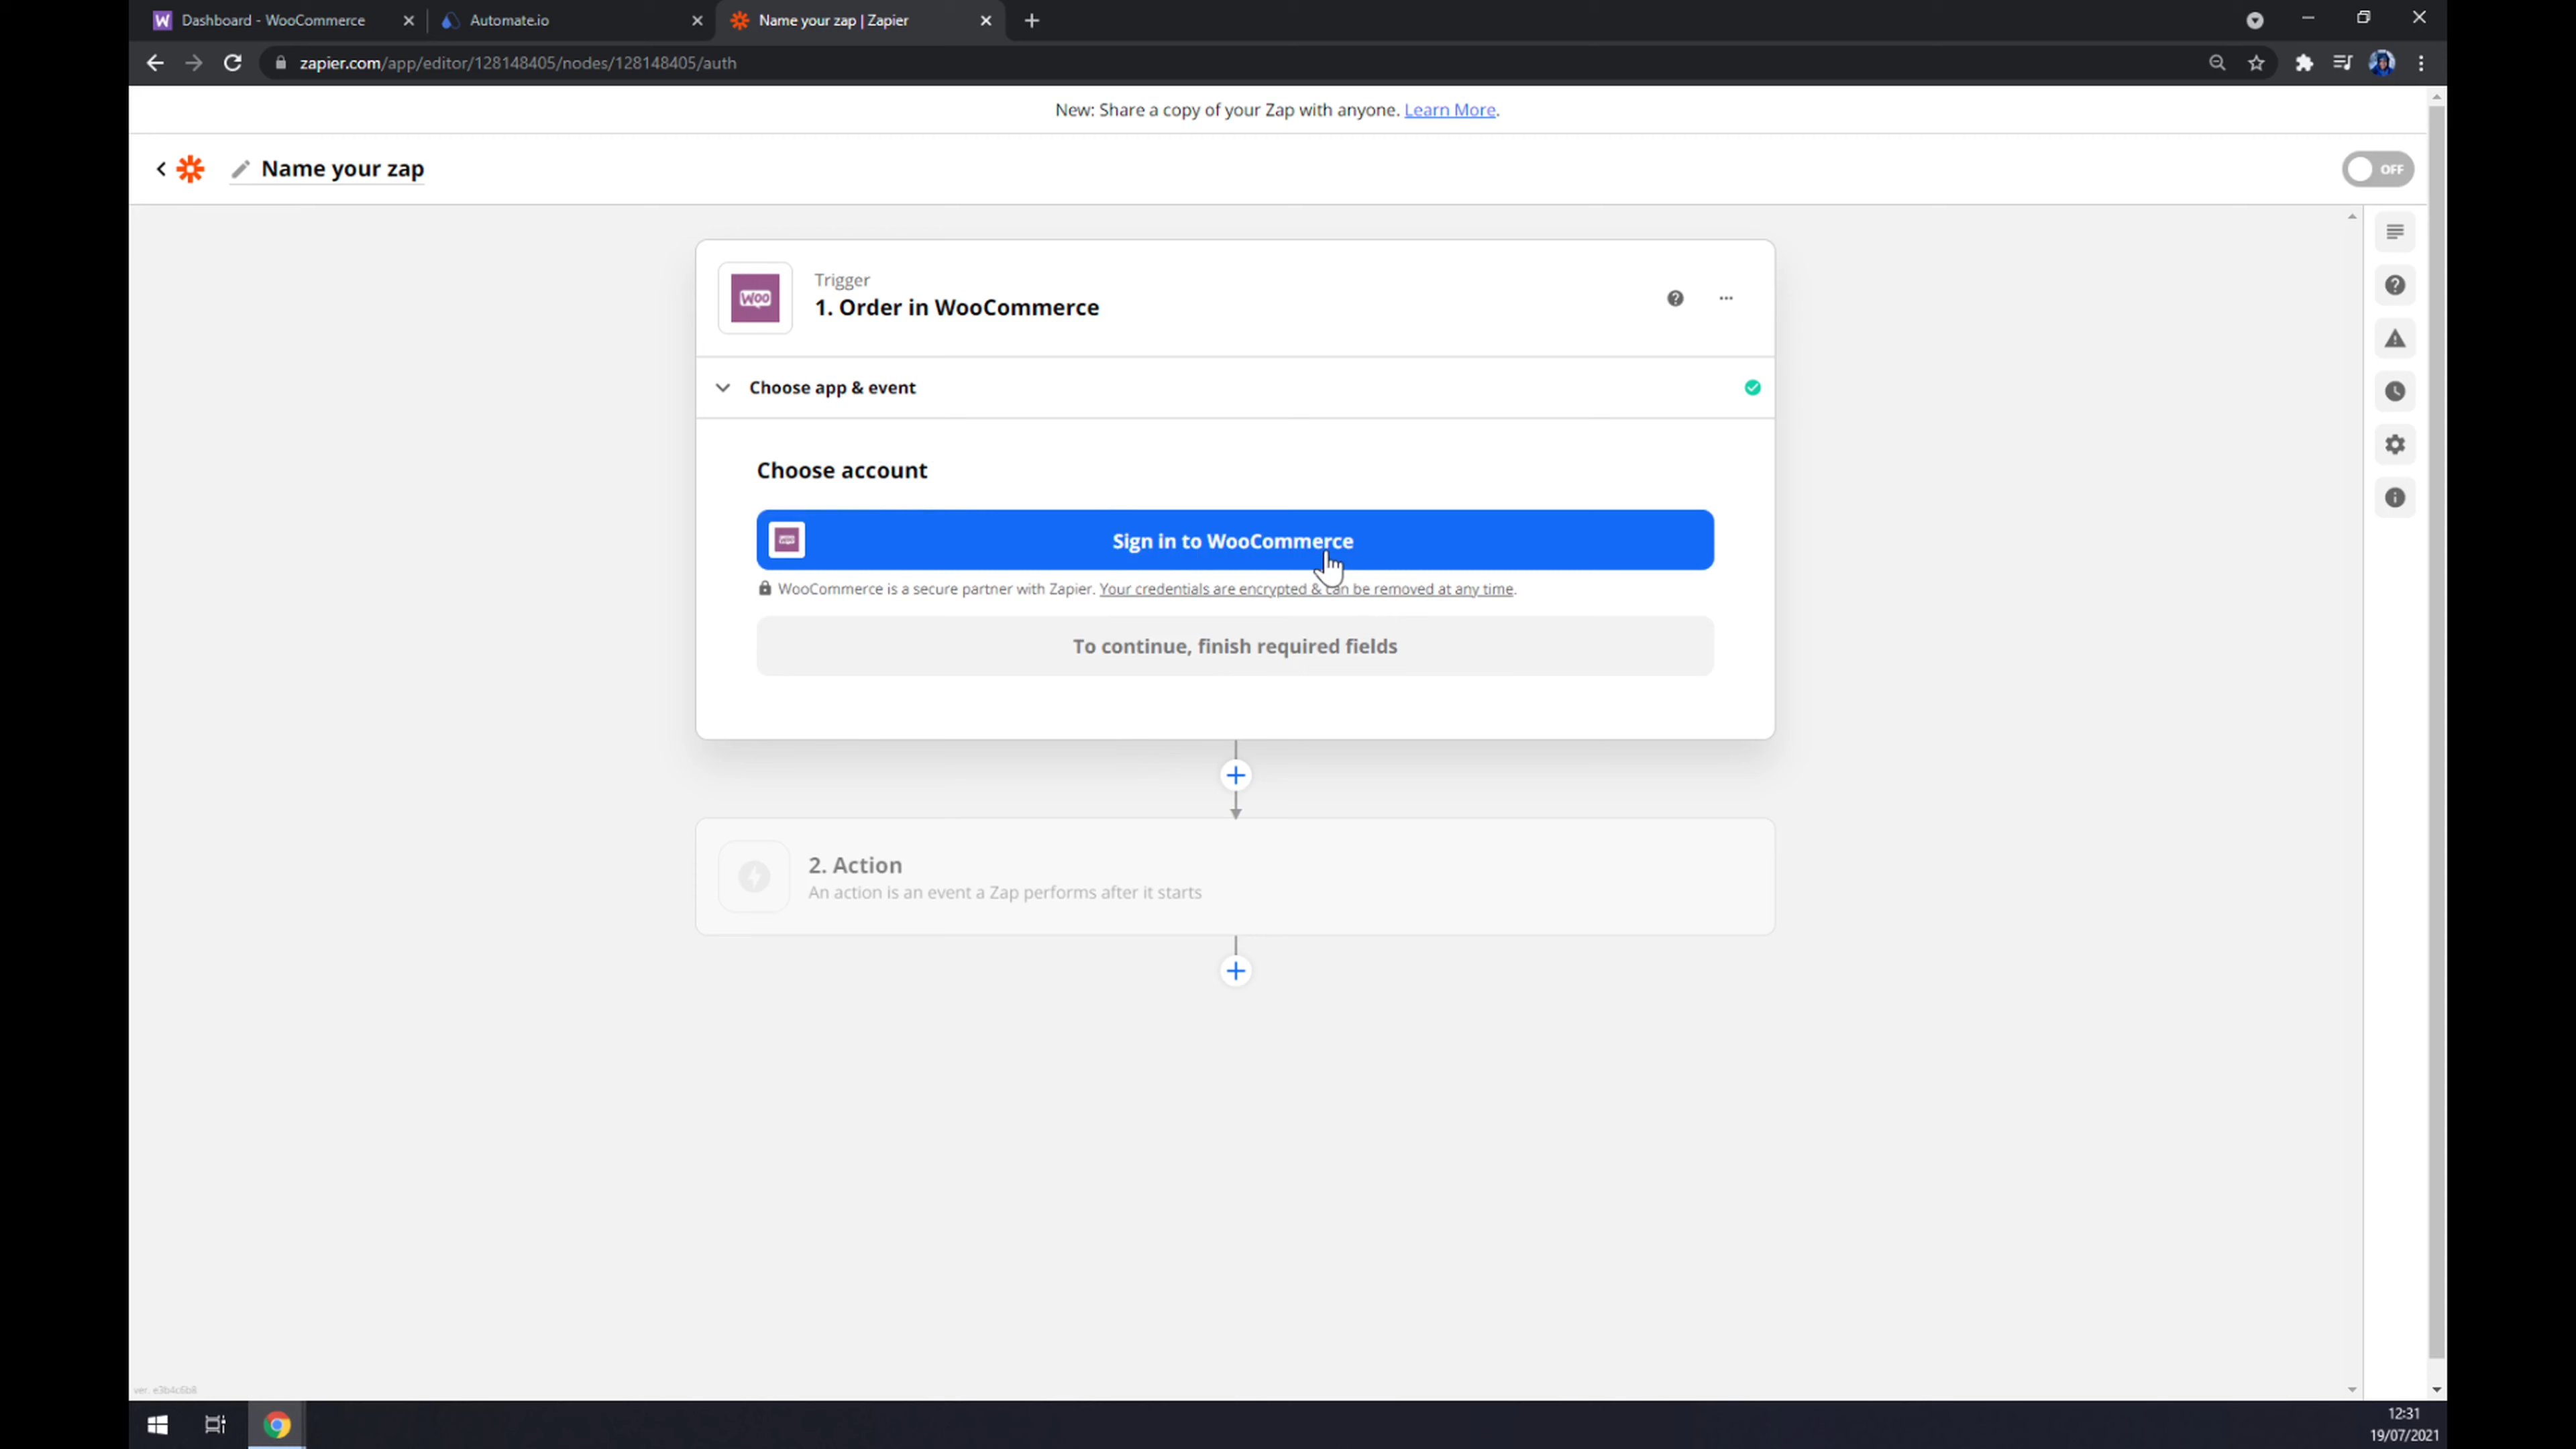 Dashboard - WooCommerce
Automate.io
Name your zap | Zapier
zapier.com/app/editor/128148405/nodes/128148405/auth
New: Share a copy of your Zap with anyone. Learn More.
Name your zap
OFF
Woo
Trigger
1. Order in WooCommerce
Choose app & event
Choose account
Sign in to WooCommerce
WooCommerce is a secure partner with Zapier. Your credentials are encrypted & can be removed at any time.
To continue, finish required fields
2. Action
An action is an event a Zap performs after it starts
ver. e3b4c6b8
12:31
19/07/2021